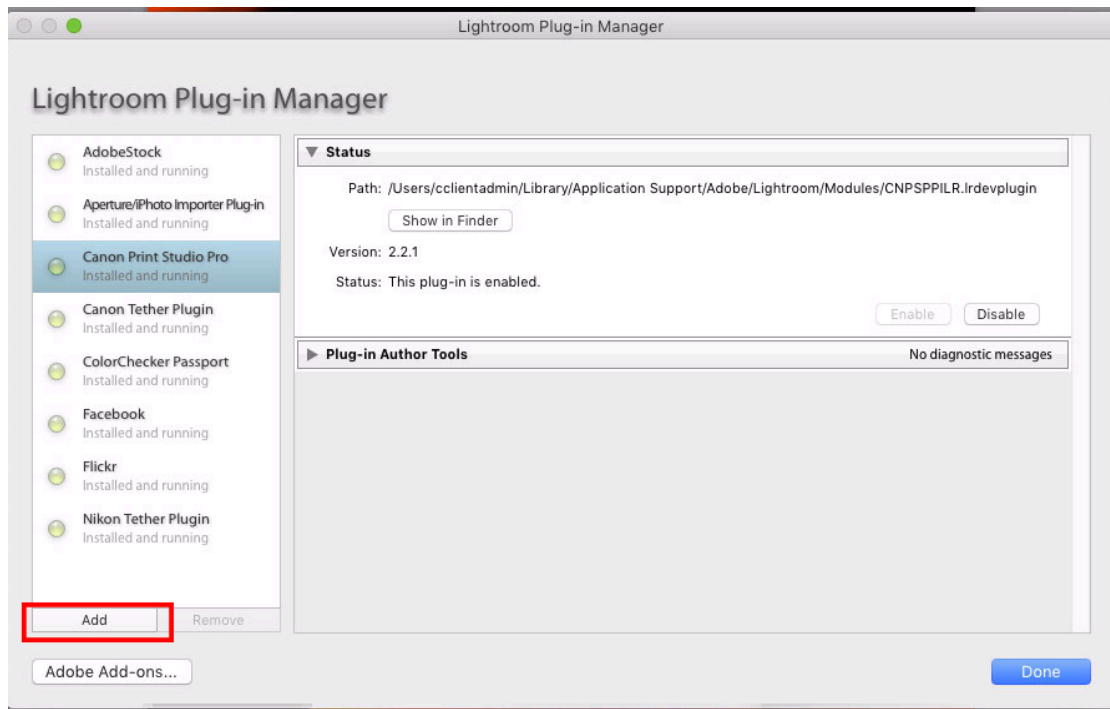 Lightroom Plug-in Manager
Lightroom Plug-in Manager
AdobeStock
Installed and running
Aperture/iPhoto Importer Plug-in
Installed and running
Canon Print Studio Pro
Installed and running
Canon Tether Plugin
Installed and running
ColorChecker Passport
Installed and running
Facebook
Installed and running
Flickr
Installed and running
Nikon Tether Plugin
Installed and running
Add Remove
Status
Path: /Users/cclientadmin/Library/Application Support/Adobe/Lightroom/Modules/CNPSPPILR.lrdevplugin
Show in Finder
Version: 2.2.1
Status: This plug-in is enabled.
Enable Disable
Plug-in Author Tools No diagnostic messages
Adobe Add-ons... Done